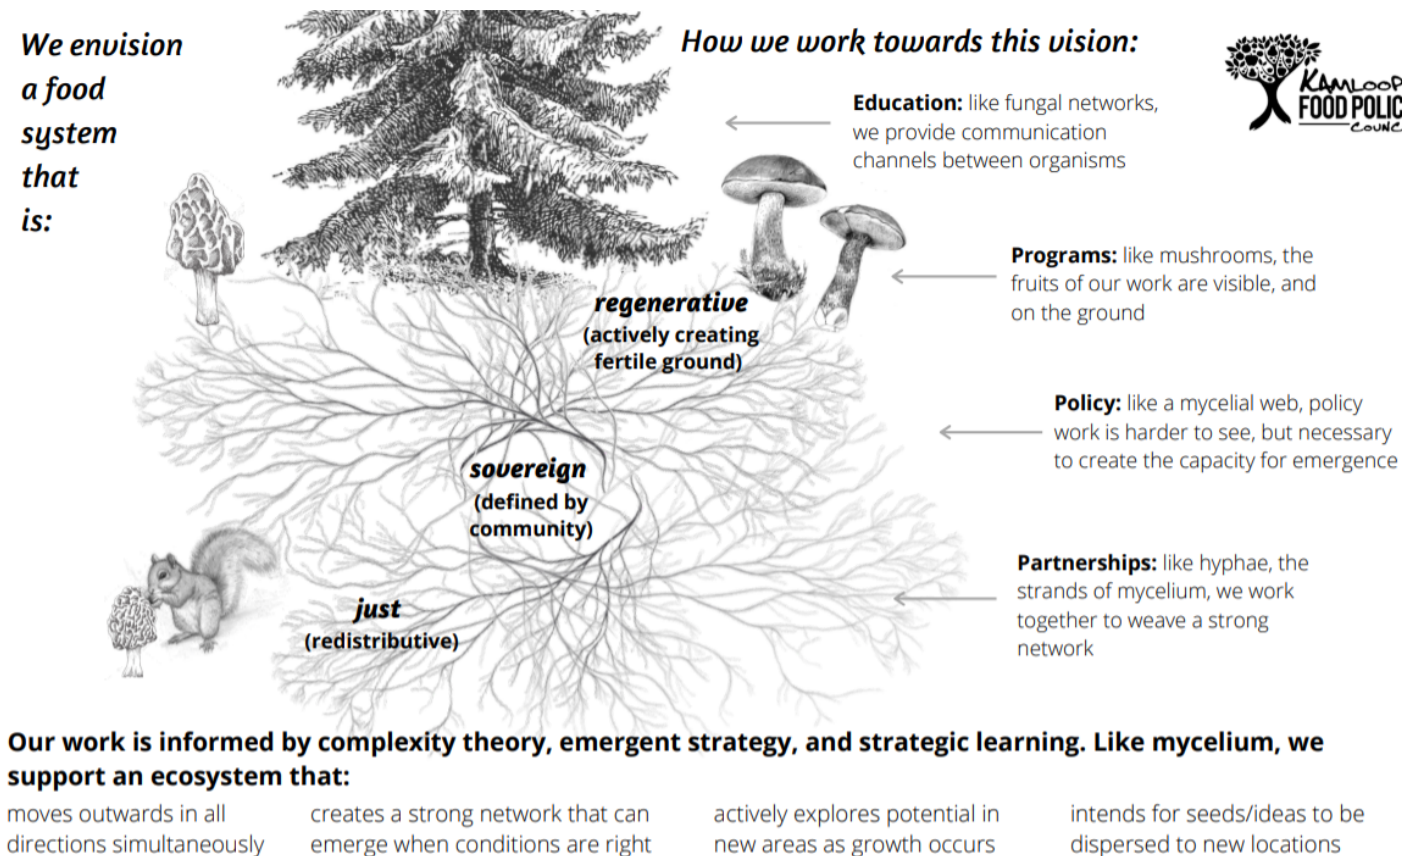 We envision
a food
system
that
is:
How we work towards this vision:
KAMLOOP
FOOD POLIC
COUNC
Education: like fungal networks,
we provide communication
channels between organisms
Programs: like mushrooms, the
fruits of our work are visible, and
on the ground
regenerative
(actively creating
fertile ground)
Policy: like a mycelial web, policy
work is harder to see, but necessary
to create the capacity for emergence
sovereign
(defined by
community)
Partnerships: like hyphae, the
strands of mycelium, we work
together to weave a strong
network
just
(redistributive)
Our work is informed by complexity theory, emergent strategy, and strategic learning. Like mycelium, we
support an ecosystem that:
moves outwards in all
directions simultaneously
creates a strong network that can
emerge when conditions are right
actively explores potential in
new areas as growth occurs
intends for seeds/ideas to be
dispersed to new locations